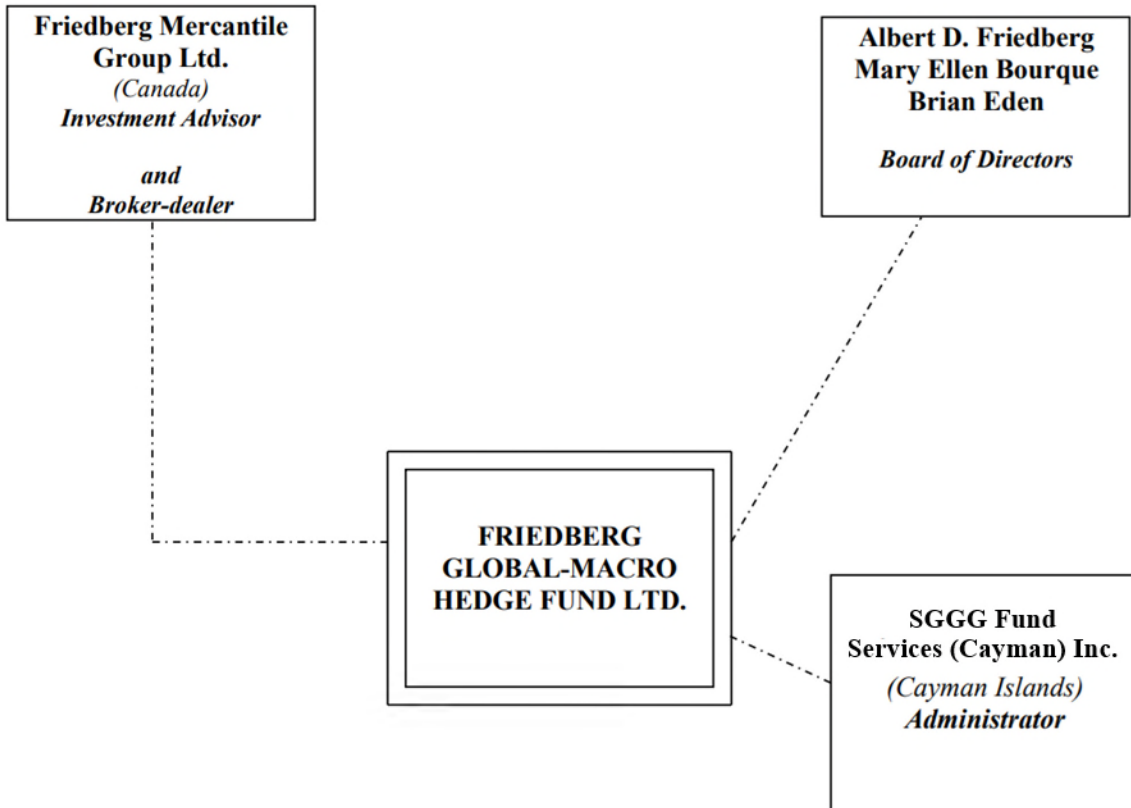 Friedberg Mercantile
Group Ltd.
(Canada)
Investment Advisor
and
Broker-dealer
Albert D. Friedberg
Mary Ellen Bourque
Brian Eden
Board of Directors
FRIEDBERG
GLOBAL-MACRO
HEDGE FUND LTD.
SGGG Fund
Services (Cayman) Inc.
(Cayman Islands)
Administrator